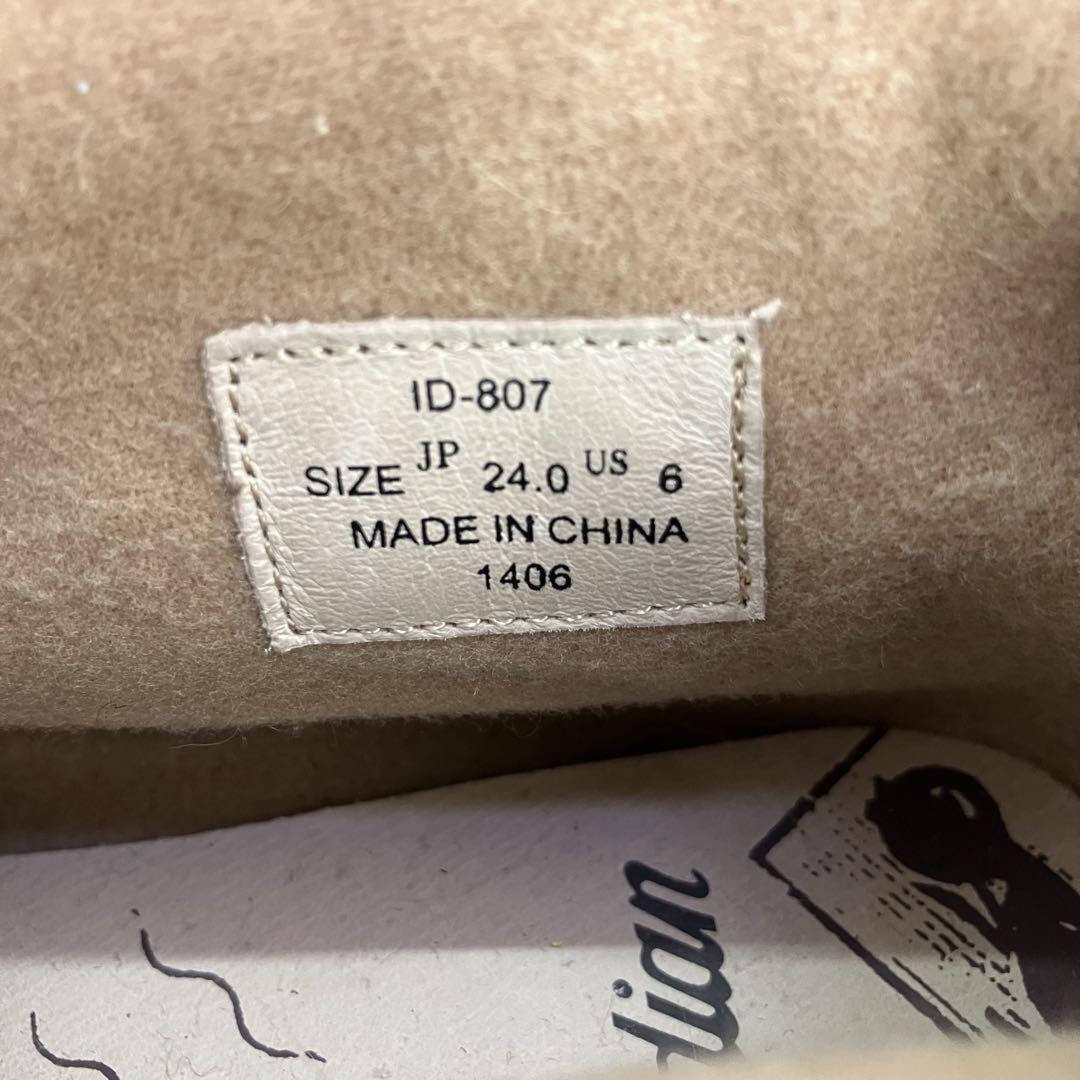 ID-807
SIZE JP 24.0 US 6
MADE IN CHINA
1406